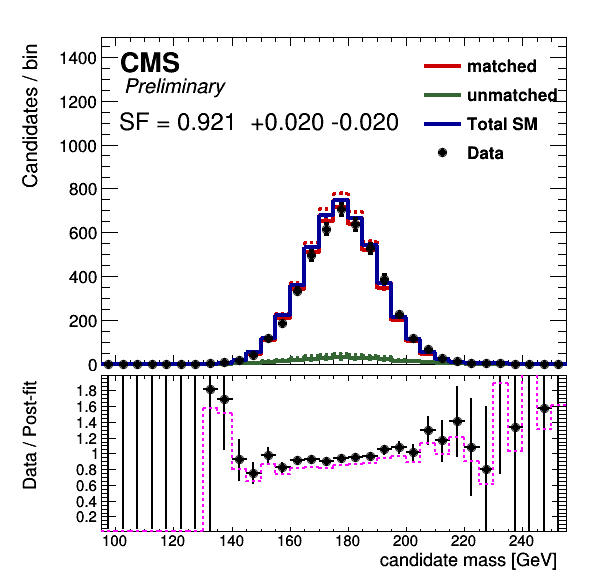 Candidates / bin
1400
1200
1000
800
600
400
200
0
CMS
Preliminary
SF = 0.921 +0.020 -0.020
matched
unmatched
Total SM
Data
Data / Post-fit
1.8
1.6
1.4
1.2
1
0.8
0.6
0.4
0.2
100 120 140 160 180 200 220 240
candidate mass [GeV]